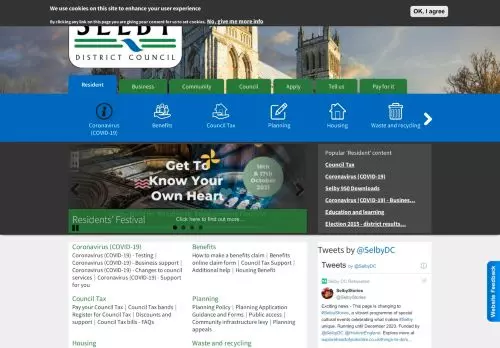 We use cookies on this site to enhance your user experience
By clicking any link on this page you are giving your consent for us to set cookies. No, give me more info
OK, I agree
SELBY
DISTRICT COUNCIL
Resident
Business
Community
Council
Apply
Tell us
Pay for it
Coronavirus
(COVID-19)
Benefits
Council Tax
Planning
Housing
Waste and recycling
Get To
Know Your
Own Heart
16th
& 17th
October
2021
Residents' Festival
Click here to find out more...
Popular 'Resident' content
Council Tax
Coronavirus (COVID-19)
Selby 950 Downloads
Coronavirus (COVID-19) - Busines...
Education and learning
Election 2015 - district results...
Coronavirus (COVID-19)
Coronavirus (COVID-19) - Testing |
Coronavirus (COVID-19) - Business support |
Coronavirus (COVID-19) - Changes to council
services | Coronavirus (COVID-19) - Support
for you
Benefits
How to make a benefits claim | Benefits
online claim form | Council Tax Support |
Additional help | Housing Benefit
Council Tax
Pay your Council Tax | Council Tax bands |
Register for Council Tax | Discounts and
support | Council Tax bills - FAQs
Planning
Planning Policy | Planning Application
Guidance and Forms | Public access |
Community infrastructure levy | Planning
appeals
Housing
Waste and recycling
Tweets by @SelbyDC
Tweets by @SelbyDC
Selby DC Retweeted
SelbyStories
@SelbyStories
Exciting news - This page is changing to
#SelbyStories, a vibrant programme of special
cultural events celebrating what makes #Selby
unique. Running until December 2023. Funded by
@SelbyDC @HistoricEngland. Explore more at
Website Feedback